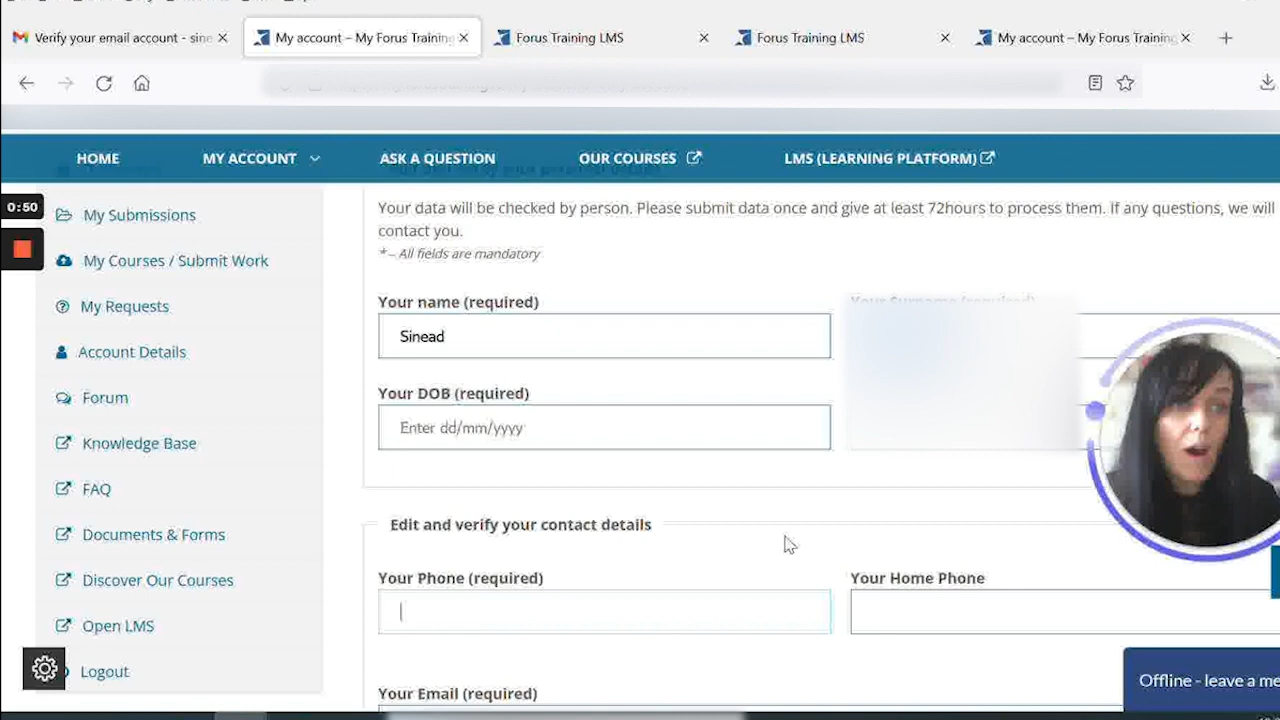 Verify your email account - sine
My account – My Forus Training
Forus Training LMS
Forus Training LMS
My account – My Forus Training
HOME
MY ACCOUNT
ASK A QUESTION
OUR COURSES
LMS (LEARNING PLATFORM)
0:50
My Submissions
My Courses / Submit Work
My Requests
Account Details
Forum
Knowledge Base
FAQ
Documents & Forms
Discover Our Courses
Open LMS
Logout
Your data will be checked by person. Please submit data once and give at least 72hours to process them. If any questions, we will
contact you.
* – All fields are mandatory
Your name (required)
Your Surname (required)
Sinead
Your DOB (required)
Enter dd/mm/yyyy
Edit and verify your contact details
Your Phone (required)
Your Home Phone
Your Email (required)
Offline - leave a me